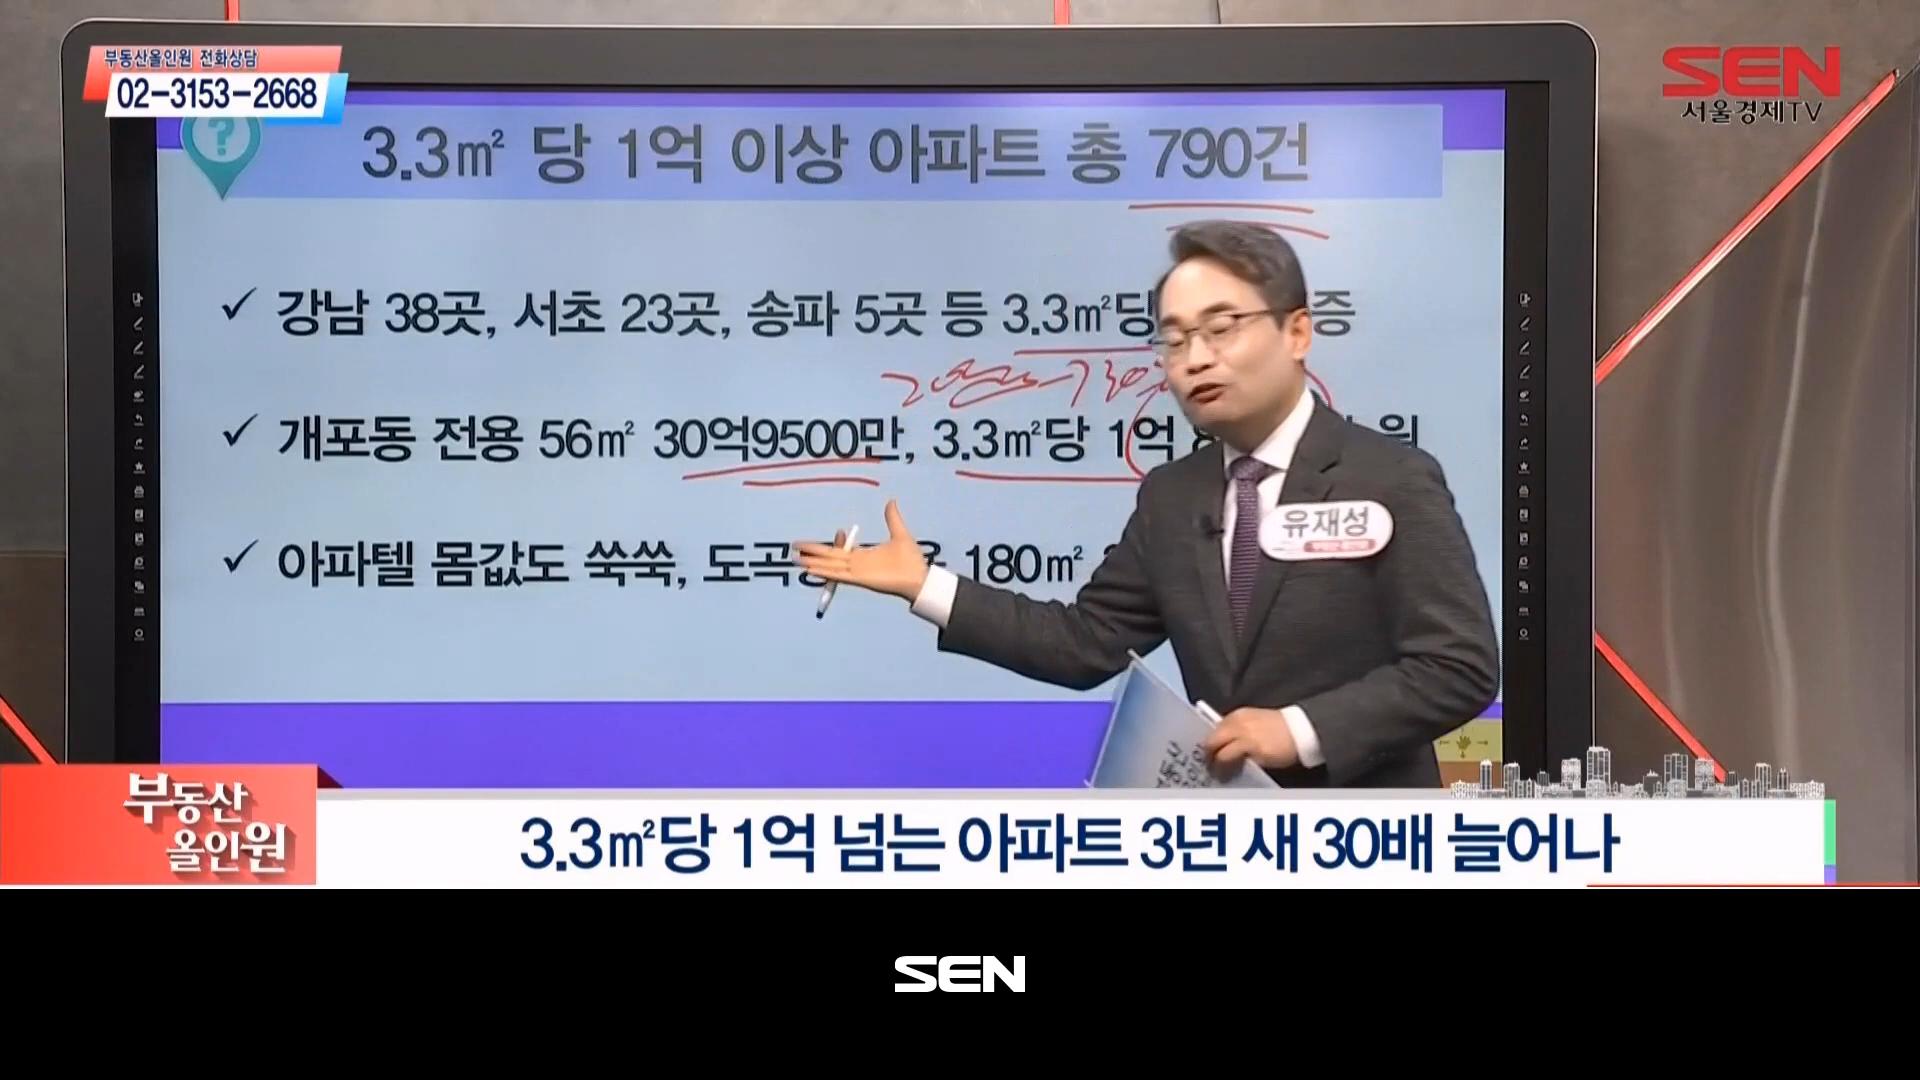 부동산올인원 전화상담
02-3153-2668
SEN
서울경제TV
?
3.3㎡ 당 1억 이상 아파트 총 790건
✓ 강남 38곳, 서초 23곳, 송파 5곳 등 3.3㎡당 증
✓ 개포동 전용 56㎡ 30억9500만, 3.3㎡당 1억 원
✓ 아파텔 몸값도 쑥쑥, 도곡 180㎡
유재성
부동산
올인원
3.3㎡당 1억 넘는 아파트 3년 새 30배 늘어나
SEN